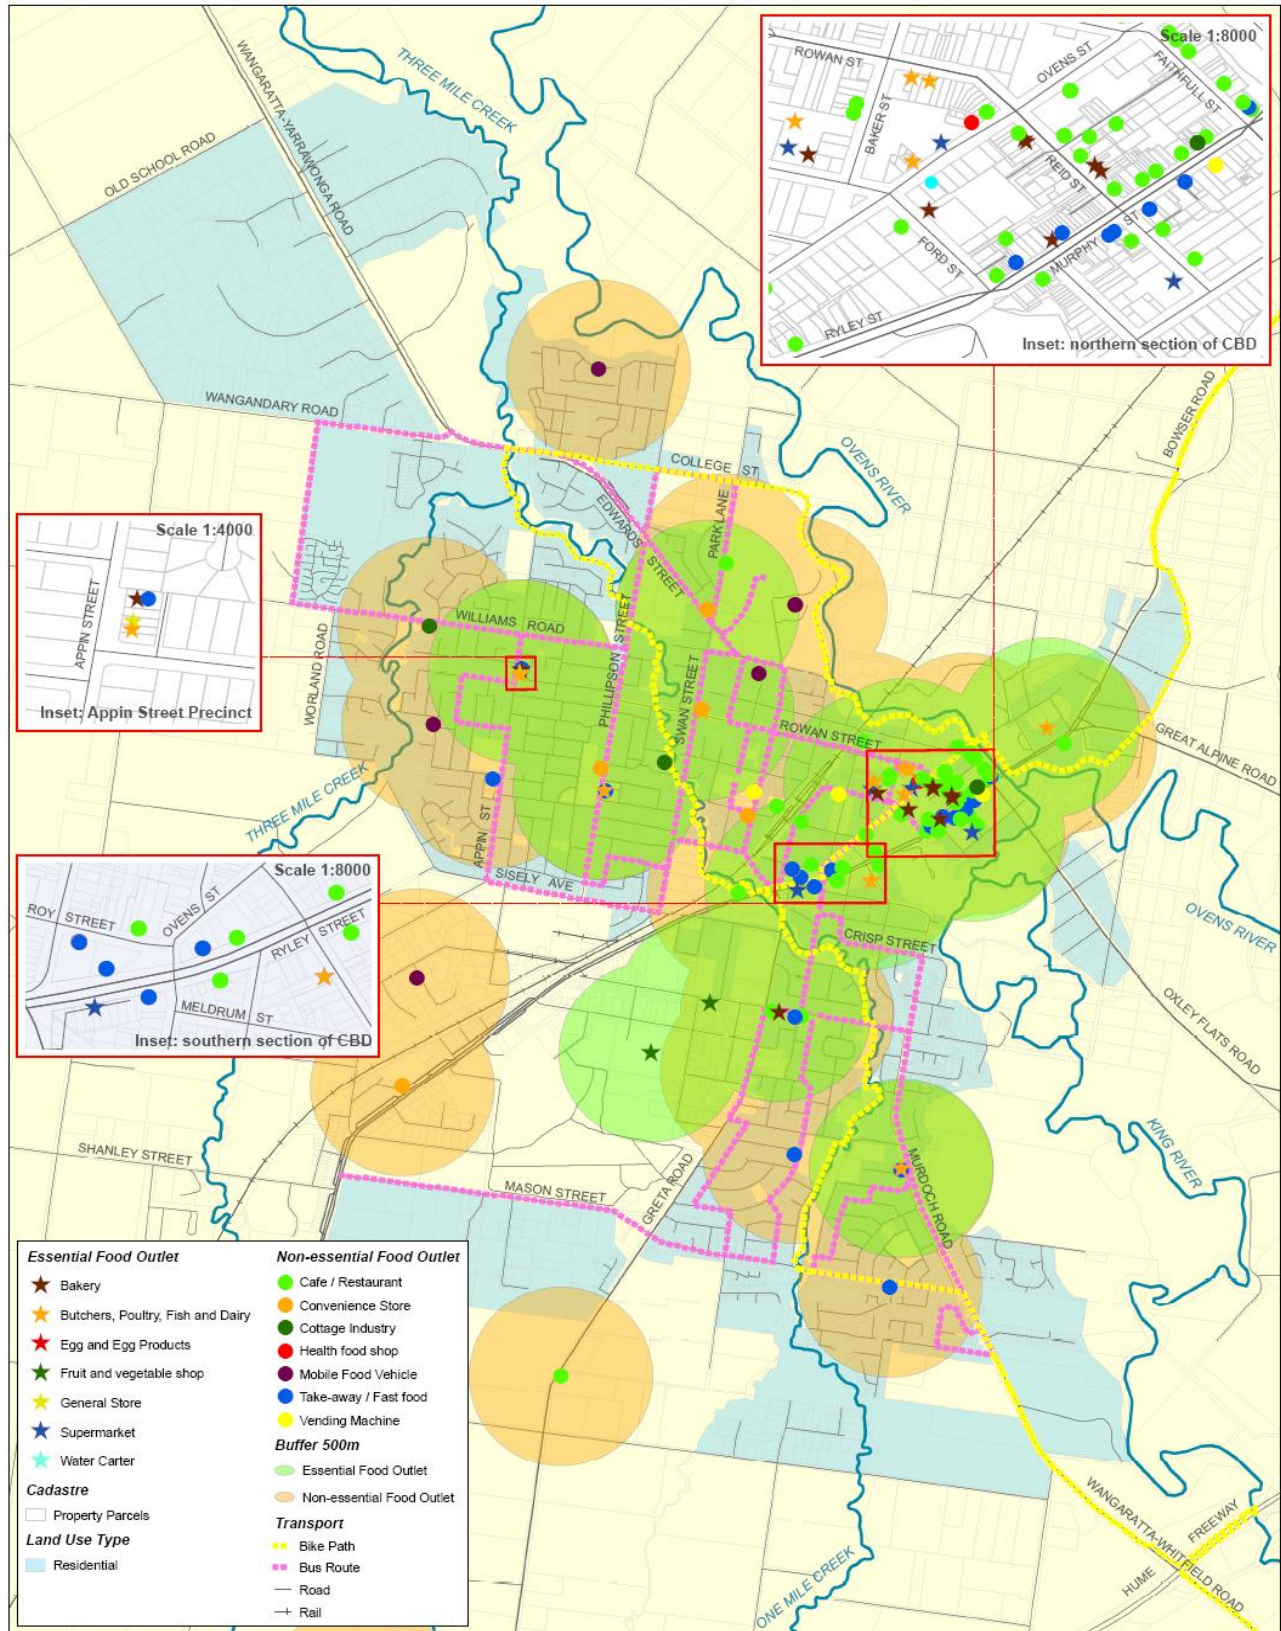 Scale 1:8000
ROWAN ST
OVENS ST
FAITHFULL ST
BAKER ST
REID ST
FORD ST
MURPHY ST
RYLEY ST
Inset: northern section of CBD
THREE MILE CREEK
WANGARATTA-YARRAWONGA ROAD
OLD SCHOOL ROAD
WANGANDARY ROAD
COLLEGE ST
OVENS RIVER
BOWSER ROAD
EDWARDS STREET
PARK LANE
Scale 1:4000
APPIN STREET
Inset: Appin Street Precinct
WORLAND ROAD
WILLIAMS ROAD
PHILLIPSON STREET
SWAN STREET
ROWAN STREET
GREAT ALPINE ROAD
THREE MILE CREEK
APPIN ST
SISELY AVE
Scale 1:8000
ROY STREET
OVENS ST
RYLEY STREET
MELDRUM ST
Inset: southern section of CBD
CRISP STREET
OVENS RIVER
OXLEY FLATS ROAD
KING RIVER
SHANLEY STREET
MASON STREET
GRETA ROAD
MURDOCH ROAD
Essential Food Outlet
Bakery
Butchers, Poultry, Fish and Dairy
Egg and Egg Products
Fruit and vegetable shop
General Store
Supermarket
Water Carter
Cadastre
Property Parcels
Land Use Type
Residential
Non-essential Food Outlet
Cafe / Restaurant
Convenience Store
Cottage Industry
Health food shop
Mobile Food Vehicle
Take-away / Fast food
Vending Machine
Buffer 500m
Essential Food Outlet
Non-essential Food Outlet
Transport
Bike Path
Bus Route
Road
Rail
ONE MILE CREEK
WANGARATTA-WHITFIELD ROAD
HUME FREEWAY